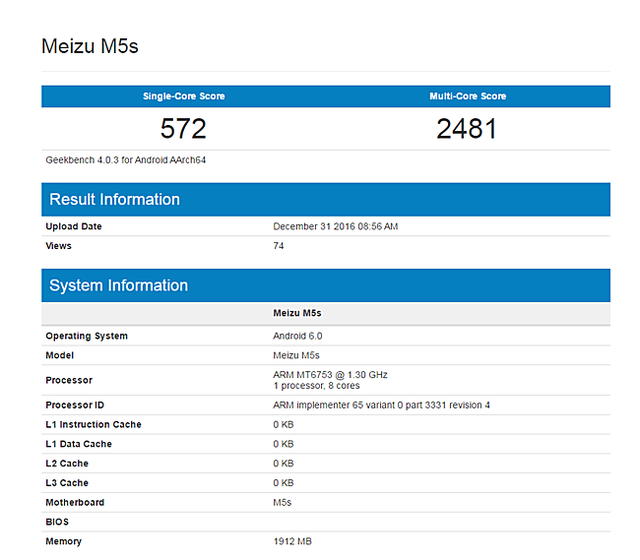 Meizu M5s
Single-Core Score Multi-Core Score
572 2481
Geekbench 4.0.3 for Android AArch64
Result Information
Upload Date December 31 2016 08:56 AM
Views 74
System Information
Meizu M5s
Operating System Android 6.0
Model Meizu M5s
Processor ARM MT6753 @ 1.30 GHz
1 processor, 8 cores
Processor ID ARM implementer 65 variant 0 part 3331 revision 4
L1 Instruction Cache 0 KB
L1 Data Cache 0 KB
L2 Cache 0 KB
L3 Cache 0 KB
Motherboard M5s
BIOS
Memory 1912 MB